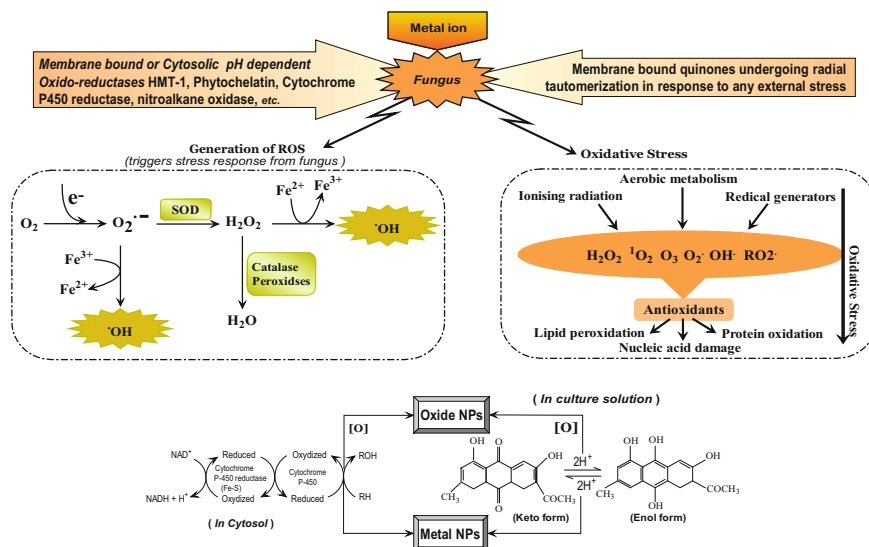 Metal ion
Fungus
Membrane bound or Cytosolic pH dependent
Oxido-reductases HMT-1, Phytochelatin, Cytochrome
P450 reductase, nitroalkane oxidase, etc.
Membrane bound quinones undergoing radial
tautomerization in response to any external stress
Generation of ROS
(triggers stress response from fungus )
Oxidative Stress
e-
O₂
O₂˙⁻
SOD
H₂O₂
Fe²⁺
Fe³⁺
˙OH
Fe³⁺
Fe²⁺
˙OH
Catalase
Peroxidses
H₂O
Aerobic metabolism
Ionising radiation
Redical generators
H₂O₂ ¹O₂ O₃ O₂˙ OH˙ RO2˙
Antioxidants
Lipid peroxidation
Protein oxidation
Nucleic acid damage
Oxidative Stress
( In culture solution )
Oxide NPs
[O]
[O]
NAD⁺
Reduced
Oxydized
ROH
Cytochrome
P-450 reductase
(Fe-S)
Cytochrome
P-450
NADH + H⁺
Oxydized
Reduced
RH
( In Cytosol )
OH
O
OH
H₃C
COCH₃
O
(Keto form)
2H⁺
2H⁺
OH
OH
OH
H₃C
COCH₃
OH
(Enol form)
Metal NPs